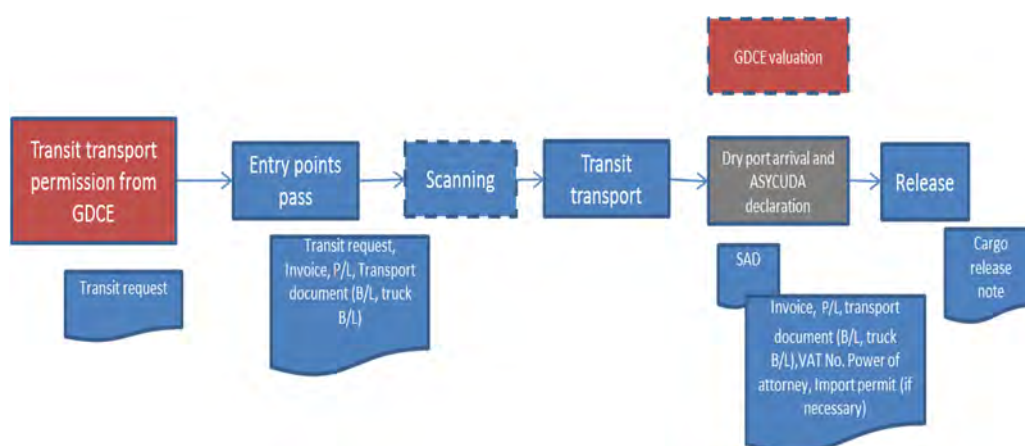 GDCE valuation
Transit transport
permission from
GDCE
Entry points
pass
Scanning
Transit
transport
Dry port arrival and
ASYCUDA
declaration
Release
Transit request
Transit request,
Invoice, P/L, Transport
document (B/L, truck
B/L)
SAD
Invoice, P/L, transport
document (B/L, truck
B/L),VAT No. Power of
attorney, Import permit (if
necessary)
Cargo
release
note